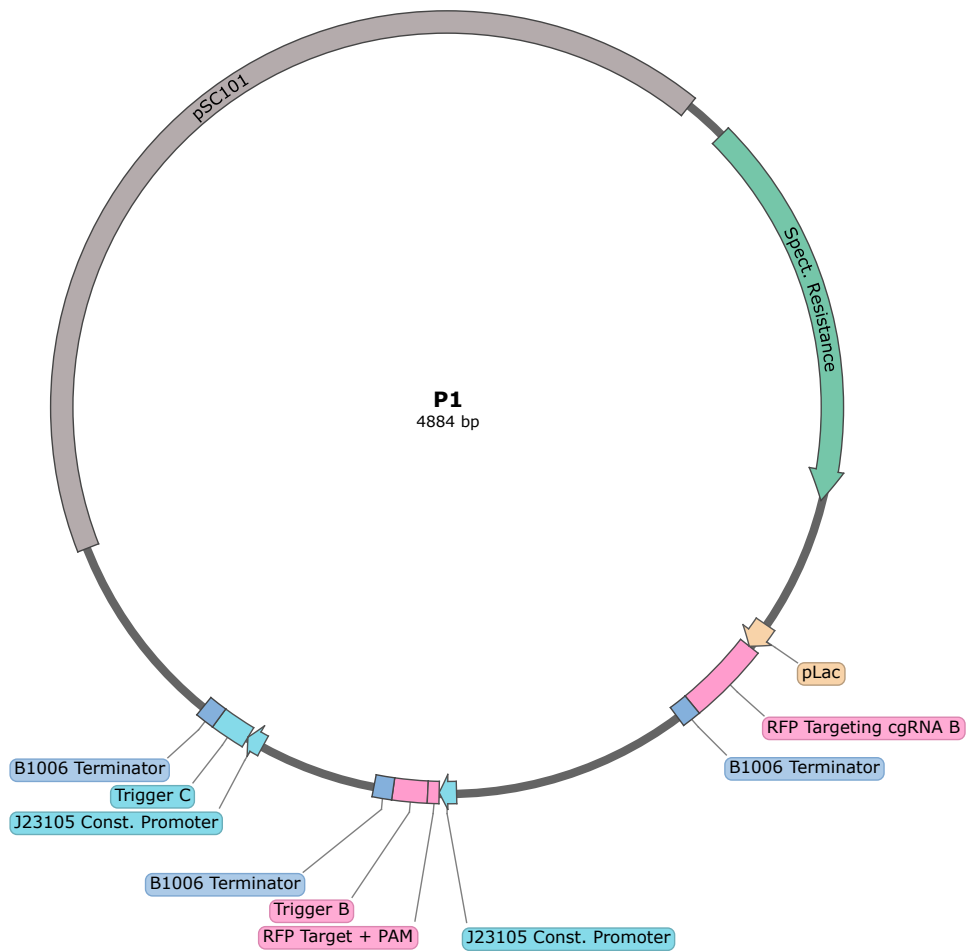 pSC101
Spect. Resistance
P1
4884 bp
pLac
RFP Targeting cgRNA B
B1006 Terminator
B1006 Terminator
Trigger C
J23105 Const. Promoter
B1006 Terminator
Trigger B
RFP Target + PAM
J23105 Const. Promoter